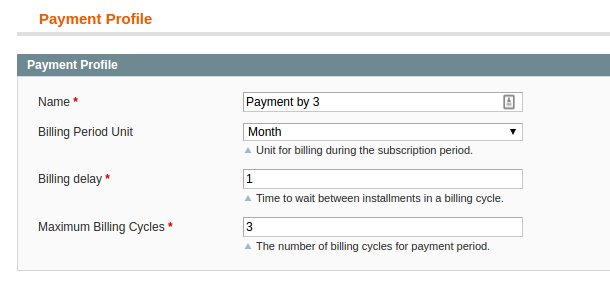 Payment Profile
Payment Profile
Name *
Payment by 3
Billing Period Unit
Month
Unit for billing during the subscription period.
Billing delay *
1
Time to wait between installments in a billing cycle.
Maximum Billing Cycles *
3
The number of billing cycles for payment period.